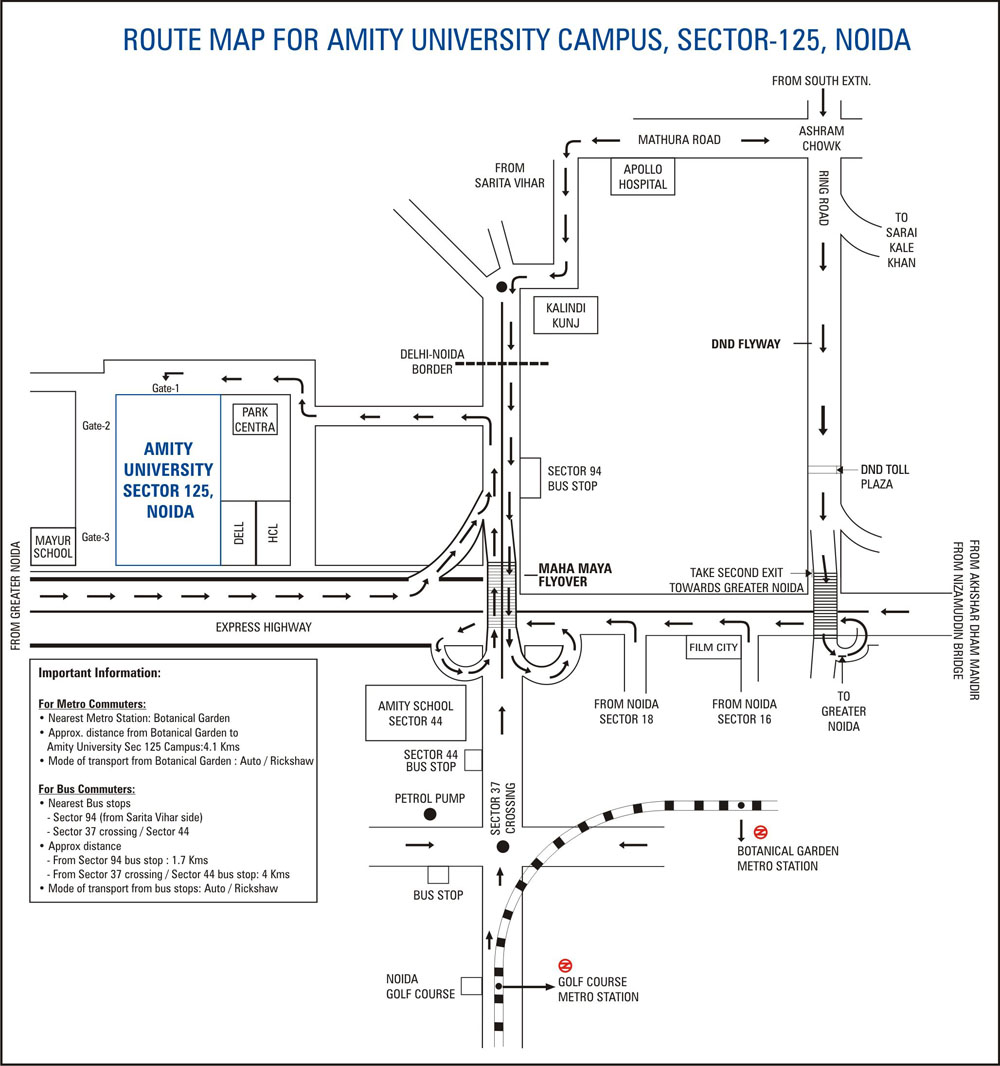 ROUTE MAP FOR AMITY UNIVERSITY CAMPUS, SECTOR-125, NOIDA
FROM SOUTH EXTN.
MATHURA ROAD
ASHRAM
CHOWK
FROM
SARITA VIHAR
APOLLO
HOSPITAL
RING ROAD
TO
SARAI
KALE
KHAN
KALINDI
KUNJ
DND FLYWAY
DELHI-NOIDA
BORDER
Gate-1
Gate-2
PARK
CENTRA
AMITY
UNIVERSITY
SECTOR 125,
NOIDA
SECTOR 94
BUS STOP
DND TOLL
PLAZA
DELL
HCL
Gate-3
MAYUR
SCHOOL
MAHA MAYA
FLYOVER
TAKE SECOND EXIT
TOWARDS GREATER NOIDA
FROM GREATER NOIDA
FROM AKHSHAR DHAM MANDIR
FROM NIZAMUDDIN BRIDGE
EXPRESS HIGHWAY
FILM CITY
Important Information:
For Metro Commuters:
• Nearest Metro Station: Botanical Garden
• Approx. distance from Botanical Garden to
Amity University Sec 125 Campus:4.1 Kms
• Mode of transport from Botanical Garden : Auto / Rickshaw
For Bus Commuters:
• Nearest Bus stops
- Sector 94 (from Sarita Vihar side)
- Sector 37 crossing / Sector 44
• Approx distance
- From Sector 94 bus stop : 1.7 Kms
- From Sector 37 crossing / Sector 44 bus stop: 4 Kms
• Mode of transport from bus stops: Auto / Rickshaw
AMITY SCHOOL
SECTOR 44
FROM NOIDA
SECTOR 18
FROM NOIDA
SECTOR 16
TO
GREATER
NOIDA
SECTOR 44
BUS STOP
PETROL PUMP
SECTOR 37
CROSSING
BOTANICAL GARDEN
METRO STATION
BUS STOP
NOIDA
GOLF COURSE
GOLF COURSE
METRO STATION